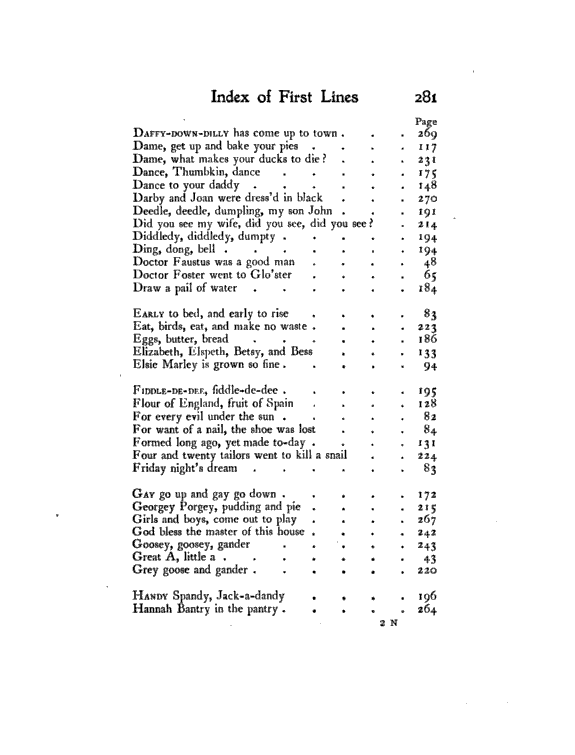 Index of First Lines 281
Page
DAFFY-DOWN-DILLY has come up to town . . . 269
Dame, get up and bake your pies . . . . 117
Dame, what makes your ducks to die ? . . . 231
Dance, Thumbkin, dance . . . . . 175
Dance to your daddy . . . . . . 148
Darby and Joan were dress'd in black . . . 270
Deedle, deedle, dumpling, my son John . . . 191
Did you see my wife, did you see, did you see ? . 214
Diddledy, diddledy, dumpty . . . . . 194
Ding, dong, bell . . . . . . . 194
Doctor Faustus was a good man . . . . 48
Doctor Foster went to Glo'ster . . . . 65
Draw a pail of water . . . . . . 184
EARLY to bed, and early to rise . . . . 83
Eat, birds, eat, and make no waste . . . . 223
Eggs, butter, bread . . . . . . 186
Elizabeth, Elspeth, Betsy, and Bess . . . 133
Elsie Marley is grown so fine . . . . . 94
FIDDLE-DE-DEE, fiddle-de-dee . . . . . 195
Flour of England, fruit of Spain . . . . 128
For every evil under the sun . . . . . 82
For want of a nail, the shoe was lost . . . 84
Formed long ago, yet made to-day . . . . 131
Four and twenty tailors went to kill a snail . . 224
Friday night's dream . . . . . . 83
GAY go up and gay go down . . . . . 172
Georgey Porgey, pudding and pie . . . . 215
Girls and boys, come out to play . . . . 267
God bless the master of this house . . . . 242
Goosey, goosey, gander . . . . . 243
Great A, little a . . . . . . . 43
Grey goose and gander . . . . . . 220
HANDY Spandy, Jack-a-dandy . . . . 196
Hannah Bantry in the pantry . . . . . 264
2 N